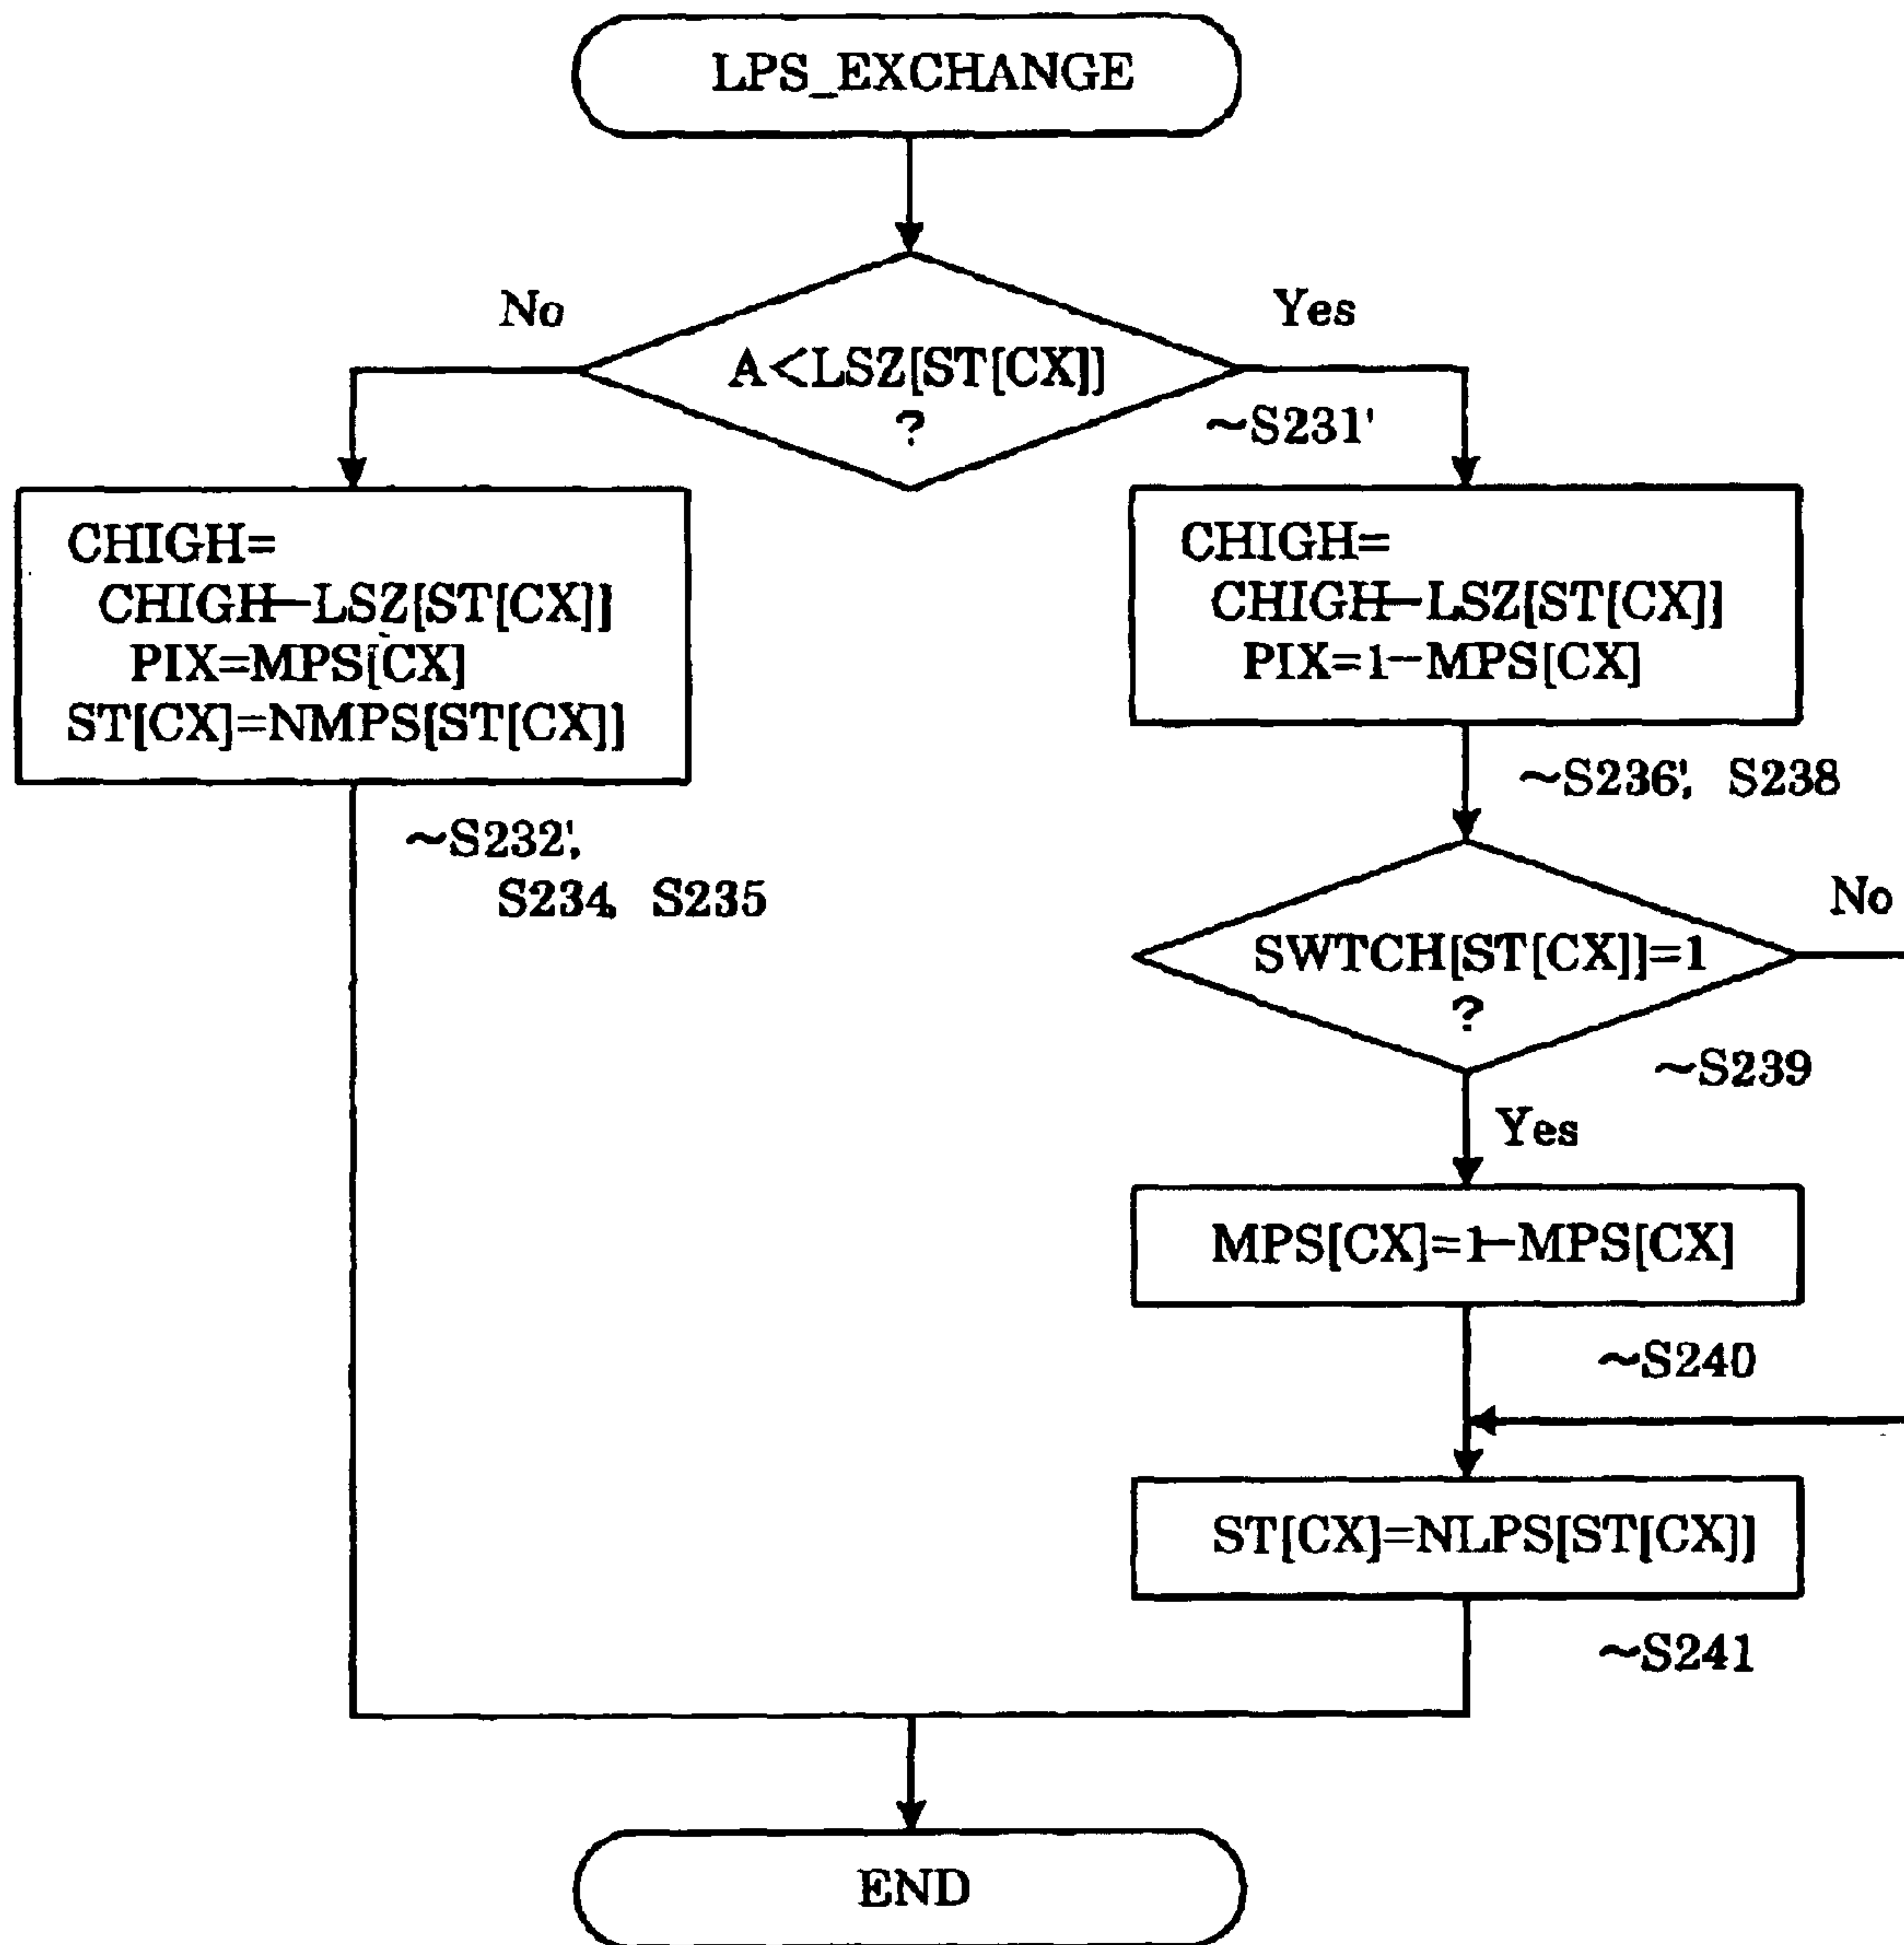 LPS_EXCHANGE
No
Yes
A<LSZ[ST[CX]]
?
~S231'
CHIGH=
CHIGH-LSZ[ST[CX]]
PIX=MPS[CX]
ST[CX]=NMPS[ST[CX]]
CHIGH=
CHIGH-LSZ[ST[CX]]
PIX=1-MPS[CX]
~S236', S238
~S232',
S234, S235
No
SWTCH[ST[CX]]=1
?
~S239
Yes
MPS[CX]=1-MPS[CX]
~S240
ST[CX]=NLPS[ST[CX]]
~S241
END